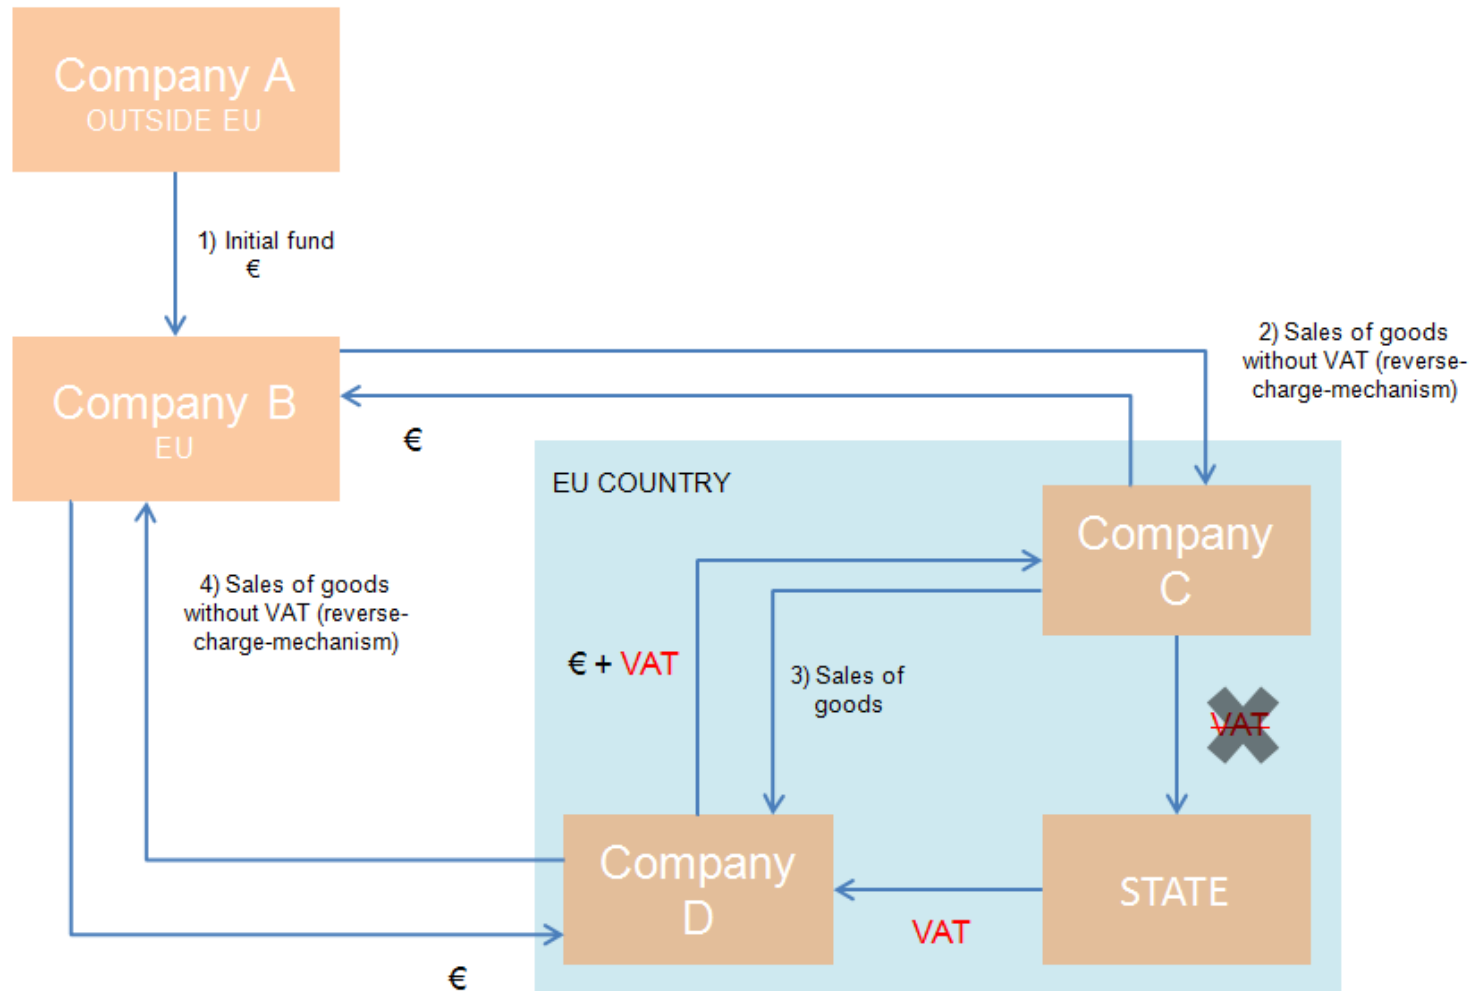 Company A
OUTSIDE EU
1) Initial fund
€
2) Sales of goods
without VAT (reverse-
charge-mechanism)
Company B
EU
€
EU COUNTRY
Company
C
4) Sales of goods
without VAT (reverse-
charge-mechanism)
€ + VAT
3) Sales of
goods
VAT
Company
D
STATE
VAT
€